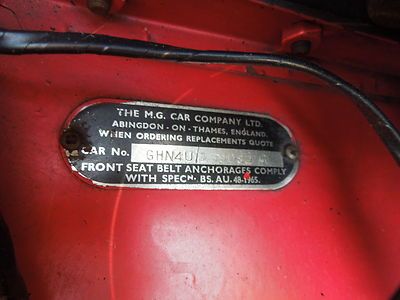 THE M.G. CAR COMPANY LTD.
ABINGDON - ON - THAMES, ENGLAND.
WHEN ORDERING REPLACEMENTS QUOTE
CAR No.
FRONT SEAT BELT ANCHORAGES COMPLY
WITH SPECN. BS. AU. 48-1965.